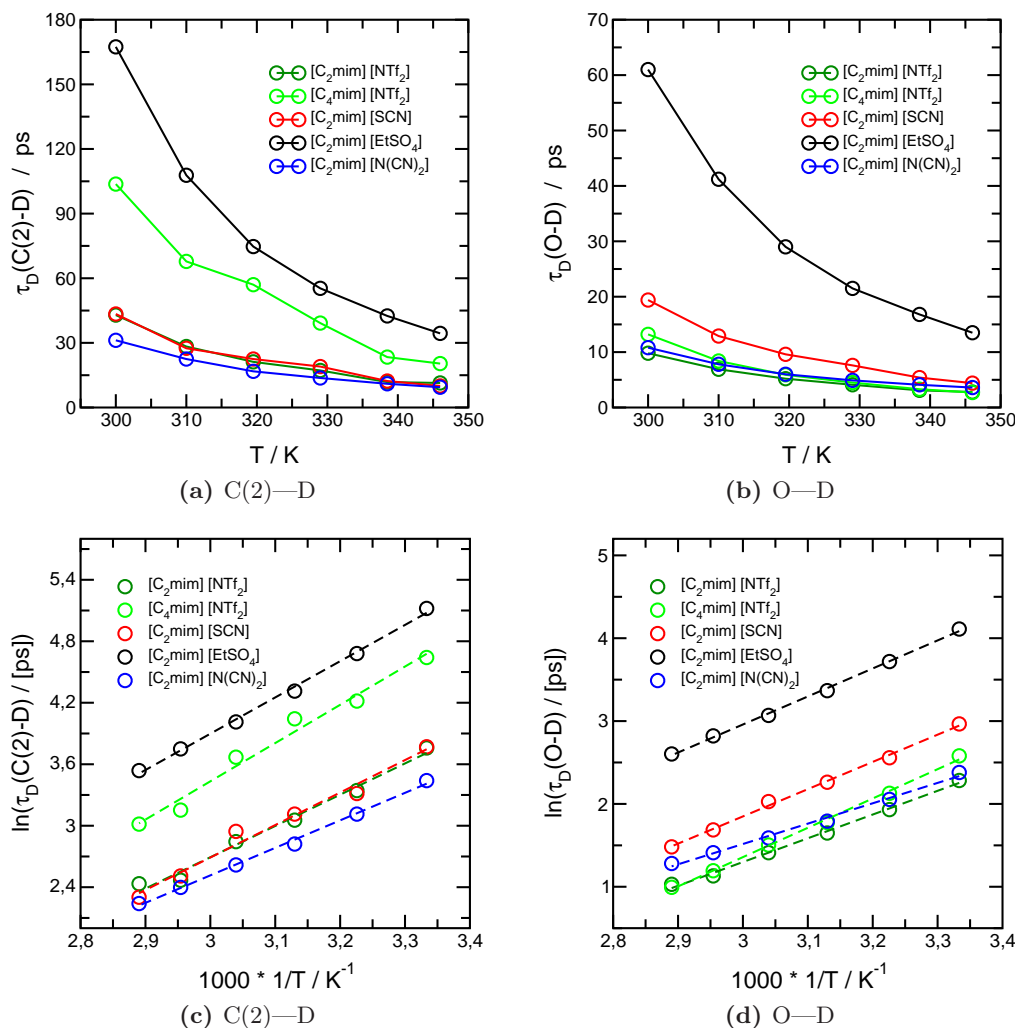 180
150
120
90
60
30
0
τ_D(C(2)-D) / ps
[C₂mim] [NTf₂]
[C₄mim] [NTf₂]
[C₂mim] [SCN]
[C₂mim] [EtSO₄]
[C₂mim] [N(CN)₂]
300 310 320 330 340 350
T / K
(a) C(2)—D
70
60
50
40
30
20
10
0
τ_D(O-D) / ps
[C₂mim] [NTf₂]
[C₄mim] [NTf₂]
[C₂mim] [SCN]
[C₂mim] [EtSO₄]
[C₂mim] [N(CN)₂]
300 310 320 330 340 350
T / K
(b) O—D
5,4
4,8
4,2
3,6
3
2,4
ln(τ_D(C(2)-D) / [ps])
[C₂mim] [NTf₂]
[C₄mim] [NTf₂]
[C₂mim] [SCN]
[C₂mim] [EtSO₄]
[C₂mim] [N(CN)₂]
2,8 2,9 3 3,1 3,2 3,3 3,4
1000 * 1/T / K⁻¹
(c) C(2)—D
5
4
3
2
1
ln(τ_D(O-D) / [ps])
[C₂mim] [NTf₂]
[C₄mim] [NTf₂]
[C₂mim] [SCN]
[C₂mim] [EtSO₄]
[C₂mim] [N(CN)₂]
2,8 2,9 3 3,1 3,2 3,3 3,4
1000 * 1/T / K⁻¹
(d) O—D